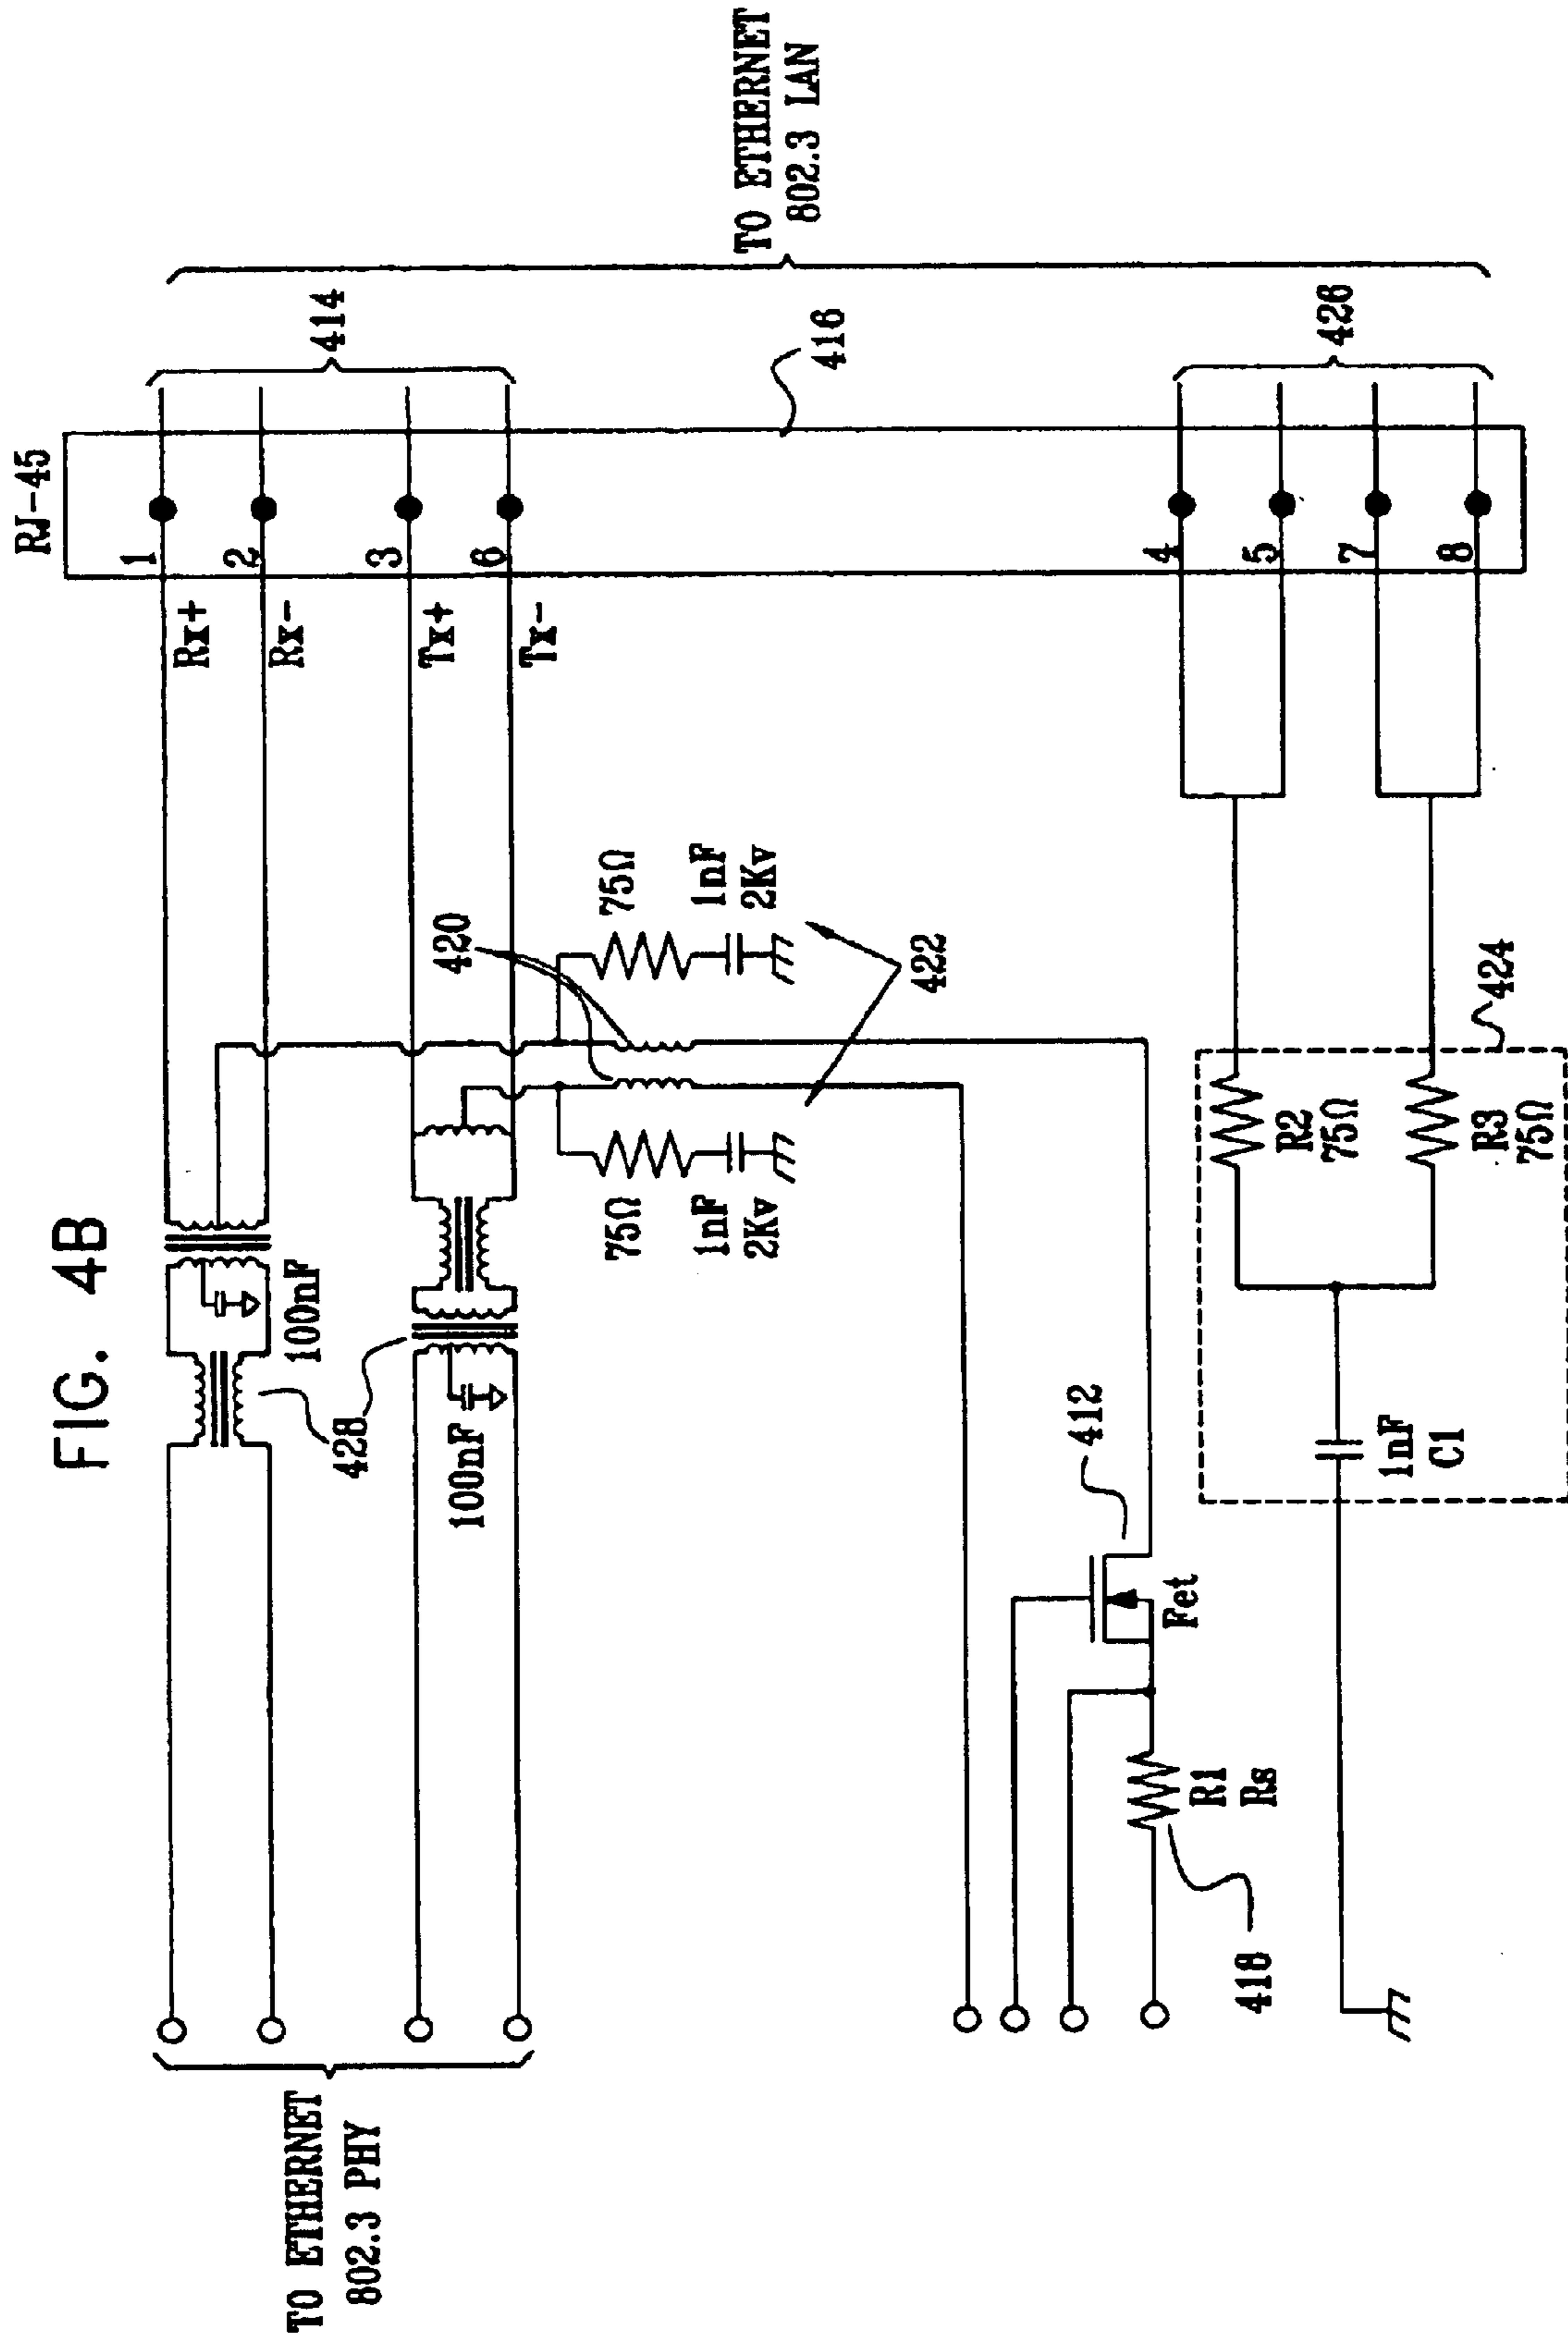 FIG. 4B
RJ-45
1
Rx+
2
Rx-
3
Tx+
6
Tx-
414
416
TO ETHERNET
802.3 LAN
TO ETHERNET
802.3 PHY
428
100nF
100nF
420
75Ω
1nF
2Kv
75Ω
1nF
2Kv
422
412
Fet
R1
Rs
418
4
5
7
8
426
424
R2
75Ω
R3
75Ω
1nF
C1